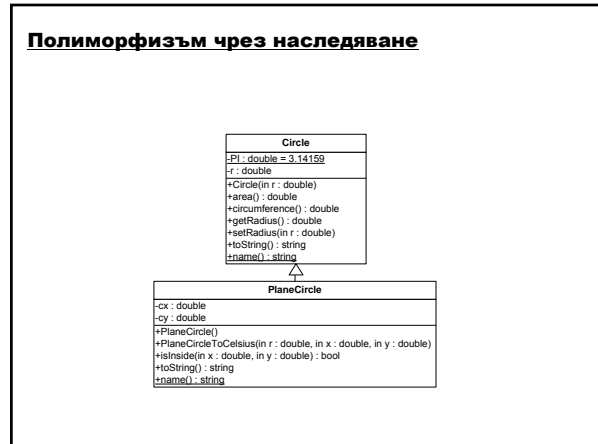 Полиморфизъм чрез наследяване
Circle
-PI : double = 3.14159
-r : double
+Circle(in r : double)
+area() : double
+circumference() : double
+getRadius() : double
+setRadius(in r : double)
+toString() : string
+name() : string
PlaneCircle
-cx : double
-cy : double
+PlaneCircle()
+PlaneCircleToCelsius(in r : double, in x : double, in y : double)
+isInside(in x : double, in y : double) : bool
+toString() : string
+name() : string